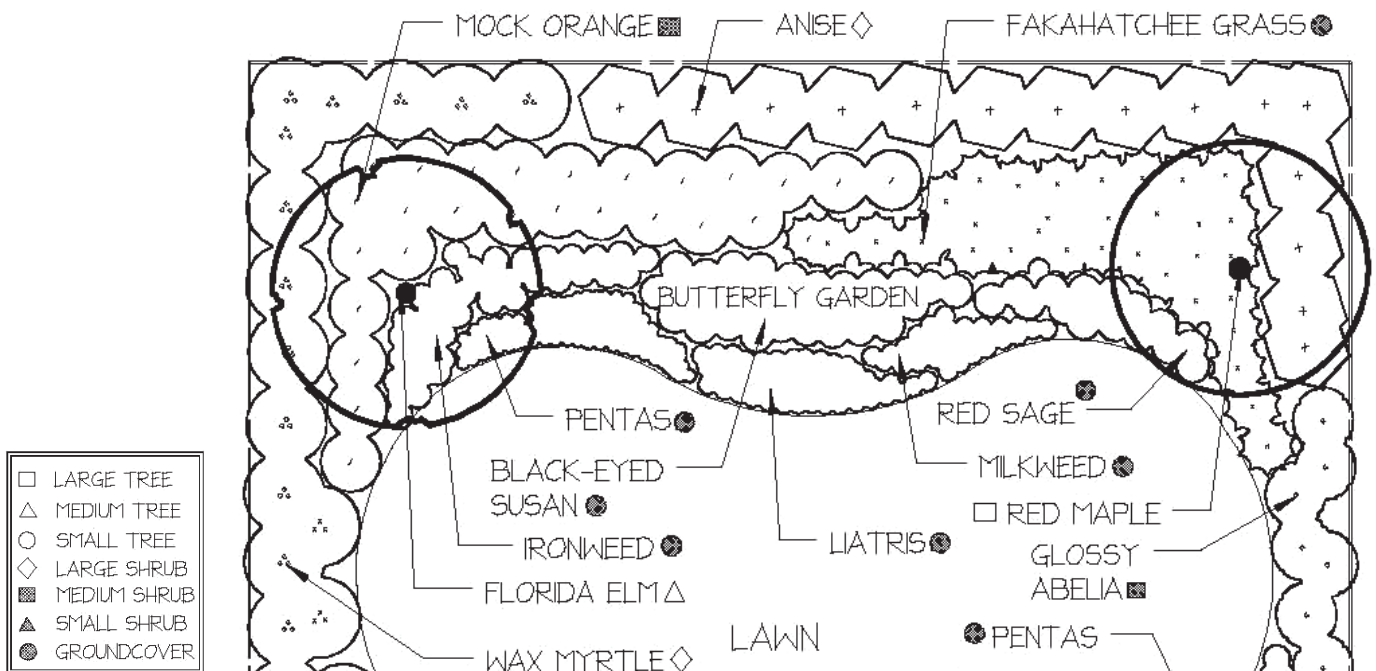 MOCK ORANGE
ANISE
FAKAHATCHEE GRASS
BUTTERFLY GARDEN
PENTAS
RED SAGE
BLACK-EYED
SUSAN
MILKWEED
RED MAPLE
IRONWEED
LIATRIS
GLOSSY
ABELIA
FLORIDA ELM
LAWN
PENTAS
WAX MYRTLE
LARGE TREE
MEDIUM TREE
SMALL TREE
LARGE SHRUB
MEDIUM SHRUB
SMALL SHRUB
GROUNDCOVER